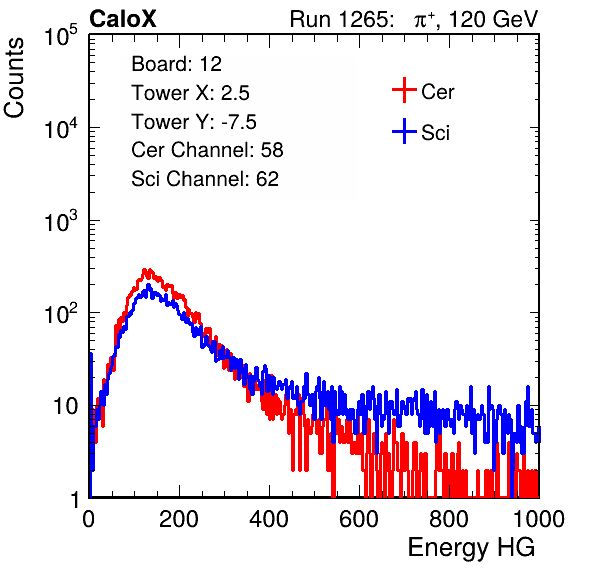 CaloX Run 1265: π⁺, 120 GeV
Counts
10⁵
10⁴
10³
10²
10
1
Board: 12
Tower X: 2.5
Tower Y: -7.5
Cer Channel: 58
Sci Channel: 62
Cer
Sci
0 200 400 600 800 1000
Energy HG